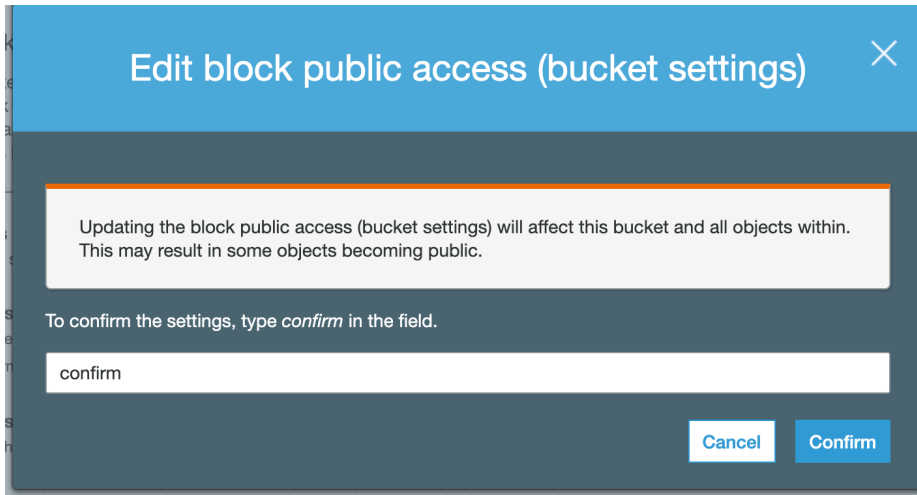 Edit block public access (bucket settings)
Updating the block public access (bucket settings) will affect this bucket and all objects within.
This may result in some objects becoming public.
To confirm the settings, type confirm in the field.
confirm
Cancel
Confirm